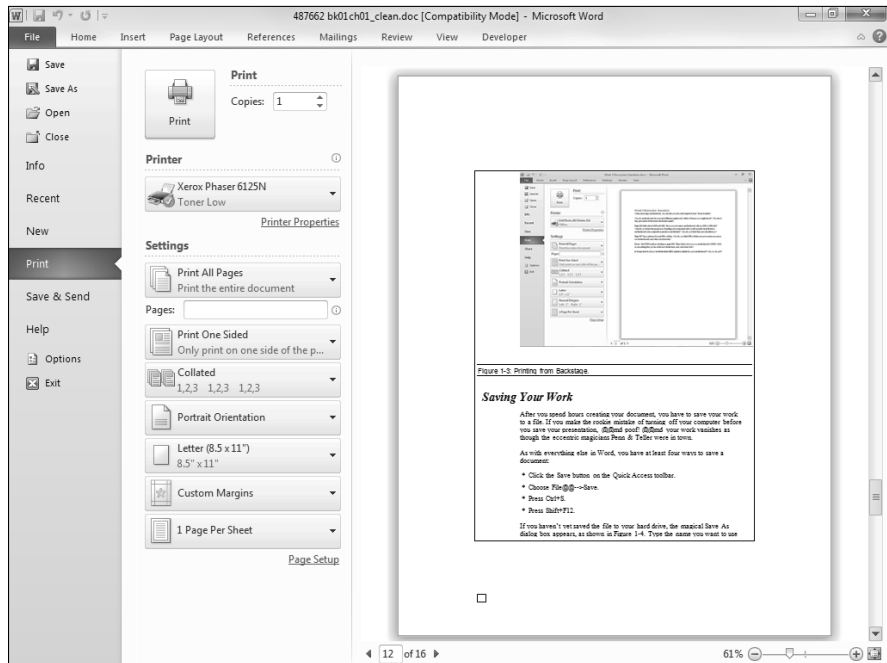 487662 bk01ch01_clean.doc [Compatibility Mode] - Microsoft Word
File Home Insert Page Layout References Mailings Review View Developer
Save
Save As
Open
Close
Info
Recent
New
Print
Save & Send
Help
Options
Exit
Print
Print
Copies: 1
Printer
Xerox Phaser 6125N
Toner Low
Printer Properties
Settings
Print All Pages
Print the entire document
Pages:
Print One Sided
Only print on one side of the p...
Collated
1,2,3 1,2,3 1,2,3
Portrait Orientation
Letter (8.5 x 11")
8.5" x 11"
Custom Margins
1 Page Per Sheet
Page Setup
Figure 1-3: Printing from Backstage.
Saving Your Work
After you spend hours creating your document, you have to save your work
to a file. If you make the rookie mistake of turning off your computer before
you save your presentation, poof! your work vanishes as
though the eccentric magicians Penn & Teller were in town.
As with everything else in Word, you have at least four ways to save a
document:
* Click the Save button on the Quick Access toolbar.
* Choose File@@-->Save.
* Press Ctrl+S.
* Press Shift+F12.
If you haven't yet saved the file to your hard drive, the magical Save As
dialog box appears, as shown in Figure 1-4. Type the name you want to use
12 of 16
61%